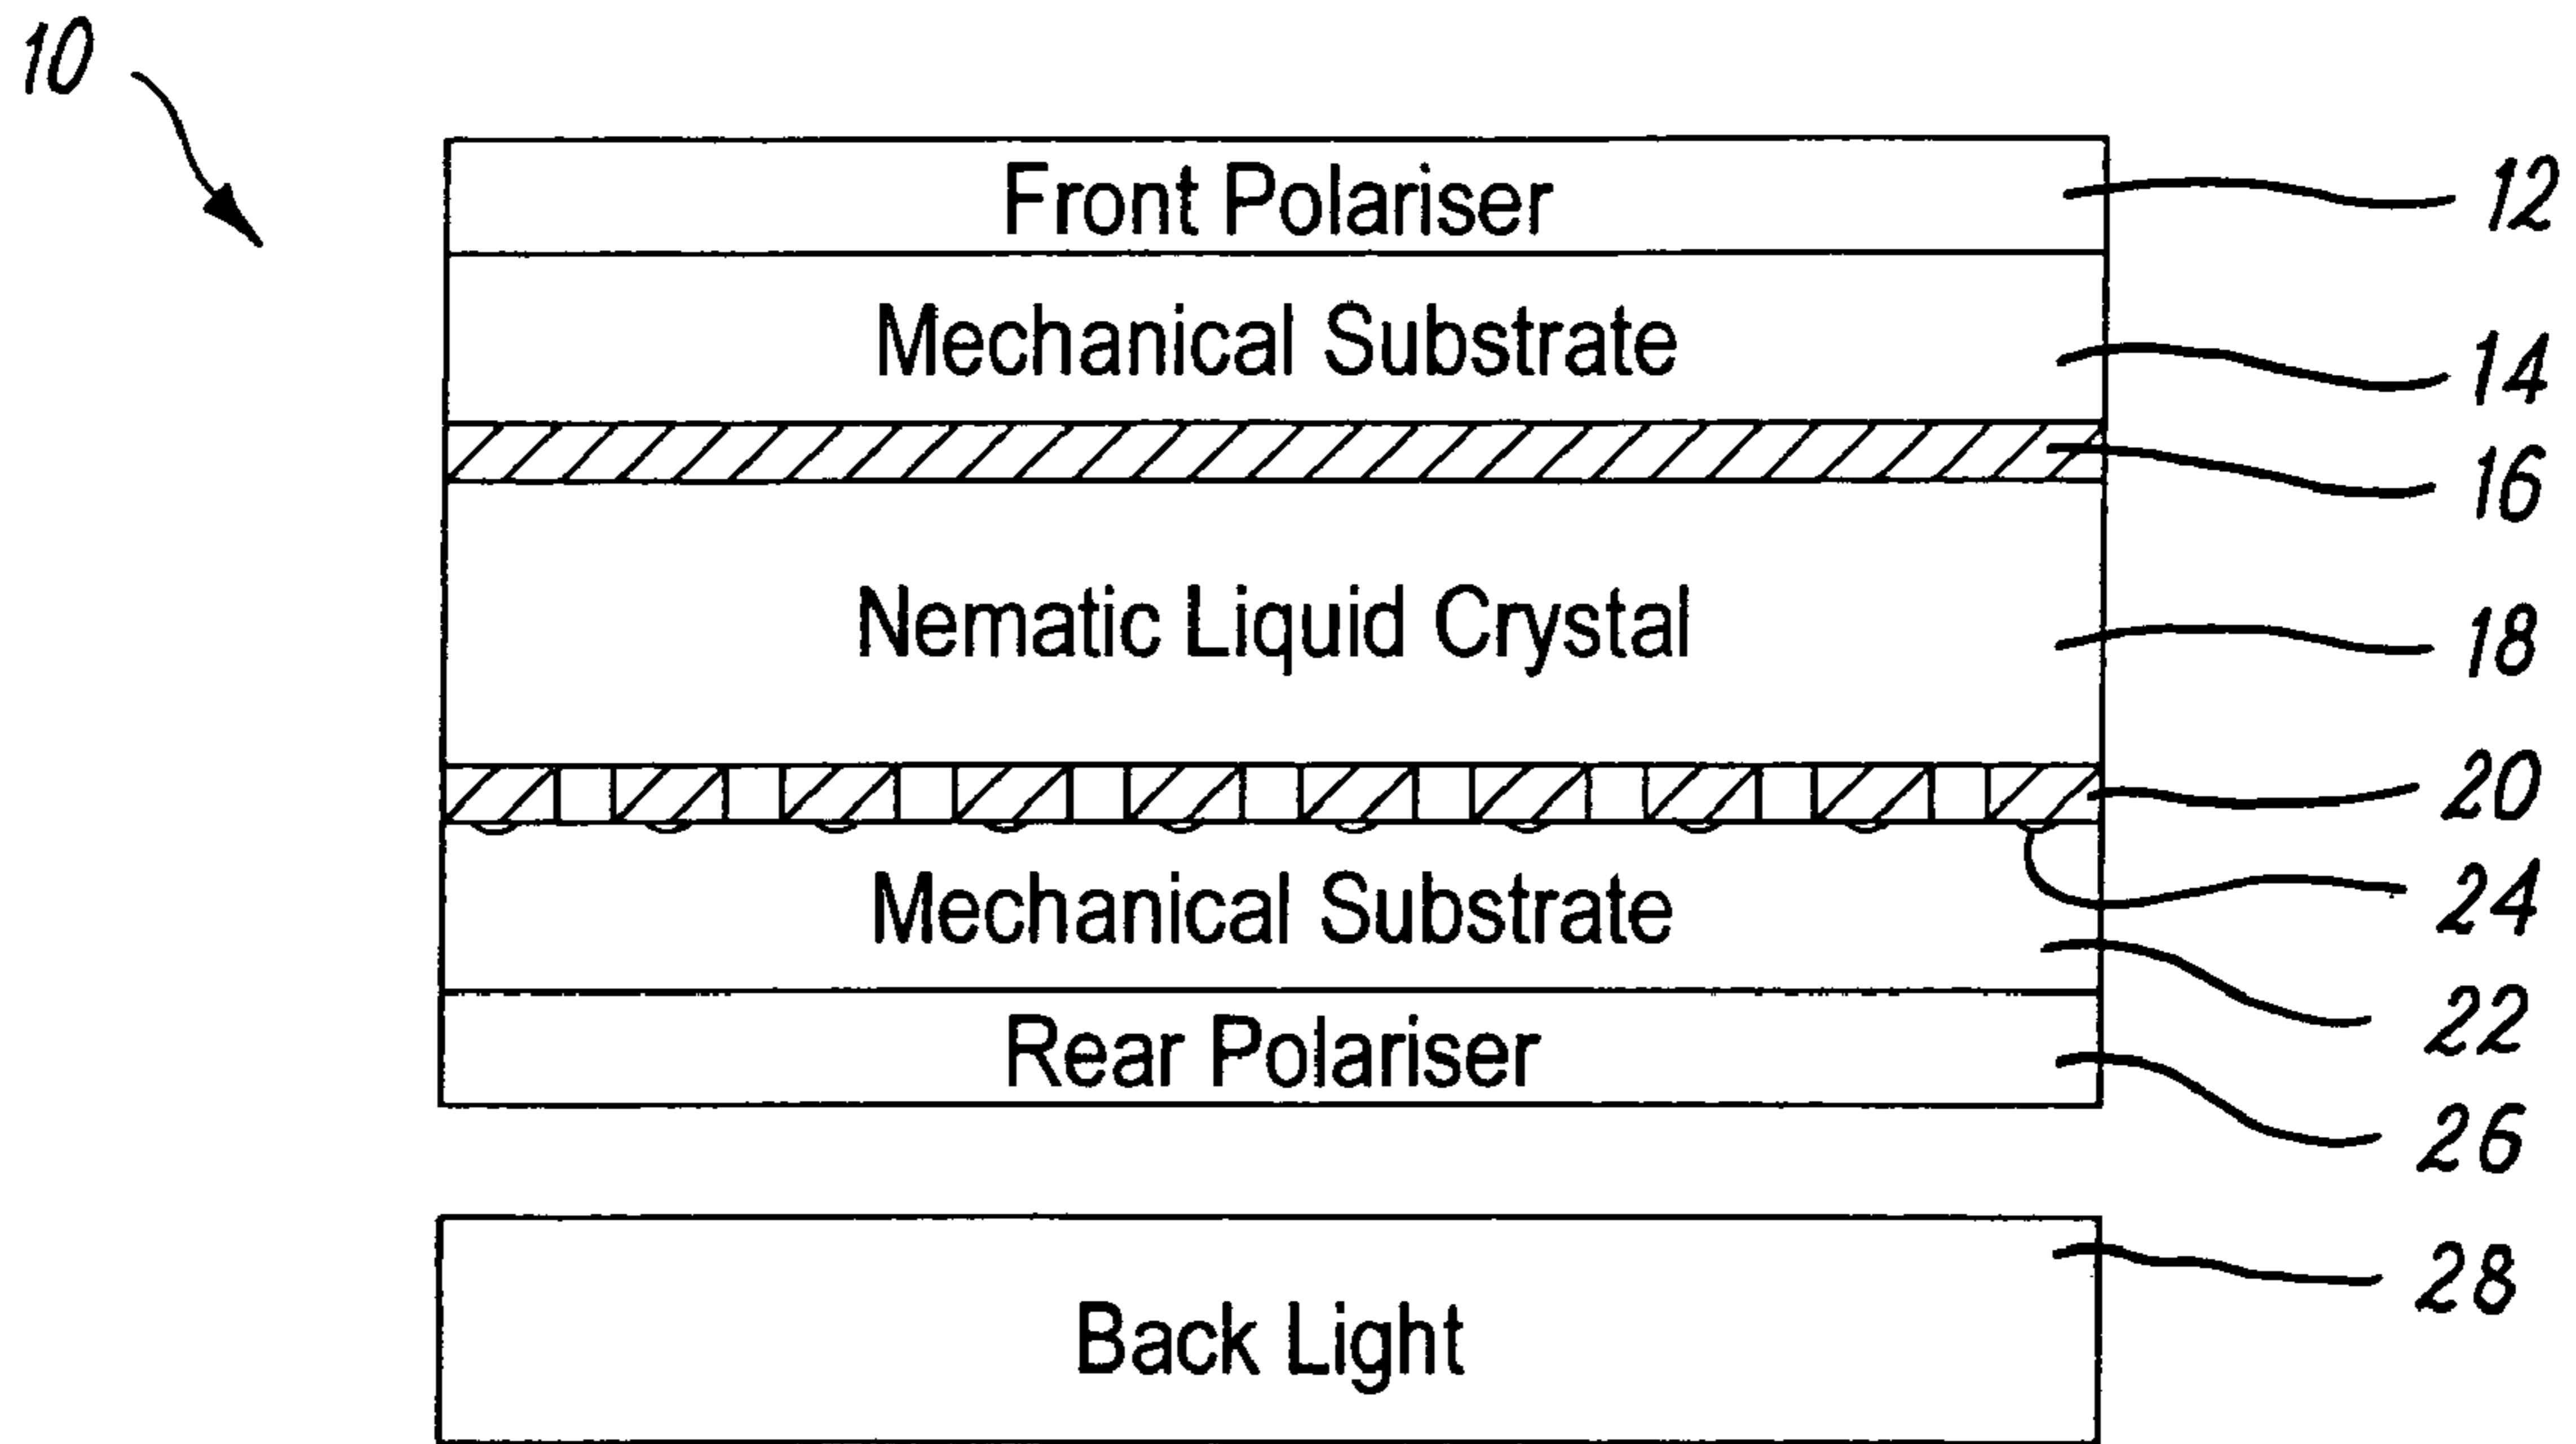 10
Front Polariser
12
Mechanical Substrate
14
16
Nematic Liquid Crystal
18
20
24
Mechanical Substrate
22
Rear Polariser
26
28
Back Light